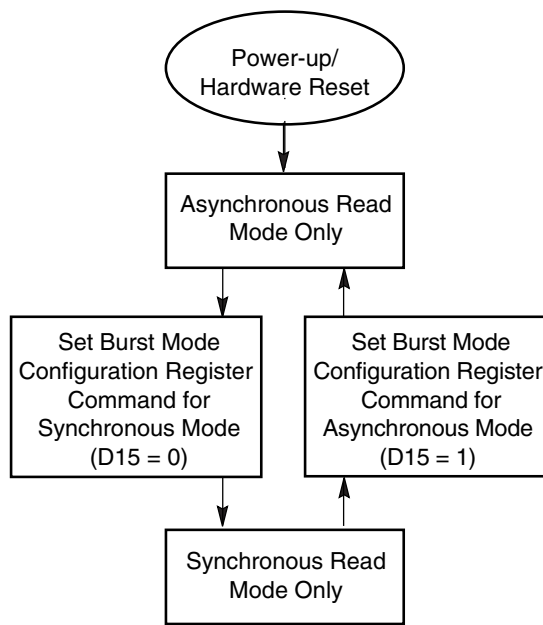 Power-up/
Hardware Reset
Asynchronous Read
Mode Only
Set Burst Mode
Configuration Register
Command for
Synchronous Mode
(D15 = 0)
Set Burst Mode
Configuration Register
Command for
Asynchronous Mode
(D15 = 1)
Synchronous Read
Mode Only